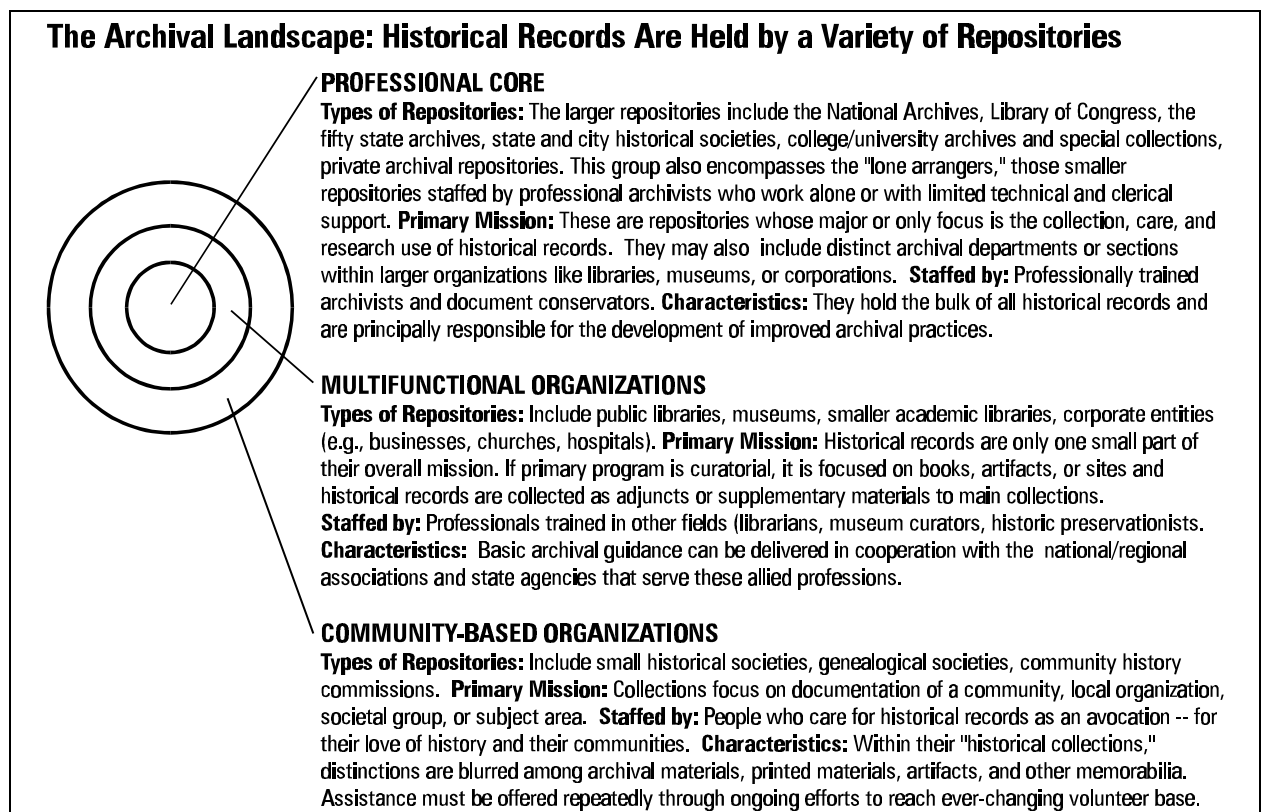 The Archival Landscape: Historical Records Are Held by a Variety of Repositories
PROFESSIONAL CORE
Types of Repositories: The larger repositories include the National Archives, Library of Congress, the
fifty state archives, state and city historical societies, college/university archives and special collections,
private archival repositories. This group also encompasses the "lone arrangers," those smaller
repositories staffed by professional archivists who work alone or with limited technical and clerical
support. Primary Mission: These are repositories whose major or only focus is the collection, care, and
research use of historical records. They may also include distinct archival departments or sections
within larger organizations like libraries, museums, or corporations. Staffed by: Professionally trained
archivists and document conservators. Characteristics: They hold the bulk of all historical records and
are principally responsible for the development of improved archival practices.
MULTIFUNCTIONAL ORGANIZATIONS
Types of Repositories: Include public libraries, museums, smaller academic libraries, corporate entities
(e.g., businesses, churches, hospitals). Primary Mission: Historical records are only one small part of
their overall mission. If primary program is curatorial, it is focused on books, artifacts, or sites and
historical records are collected as adjuncts or supplementary materials to main collections.
Staffed by: Professionals trained in other fields (librarians, museum curators, historic preservationists.
Characteristics: Basic archival guidance can be delivered in cooperation with the national/regional
associations and state agencies that serve these allied professions.
COMMUNITY-BASED ORGANIZATIONS
Types of Repositories: Include small historical societies, genealogical societies, community history
commissions. Primary Mission: Collections focus on documentation of a community, local organization,
societal group, or subject area. Staffed by: People who care for historical records as an avocation -- for
their love of history and their communities. Characteristics: Within their "historical collections,"
distinctions are blurred among archival materials, printed materials, artifacts, and other memorabilia.
Assistance must be offered repeatedly through ongoing efforts to reach ever-changing volunteer base.